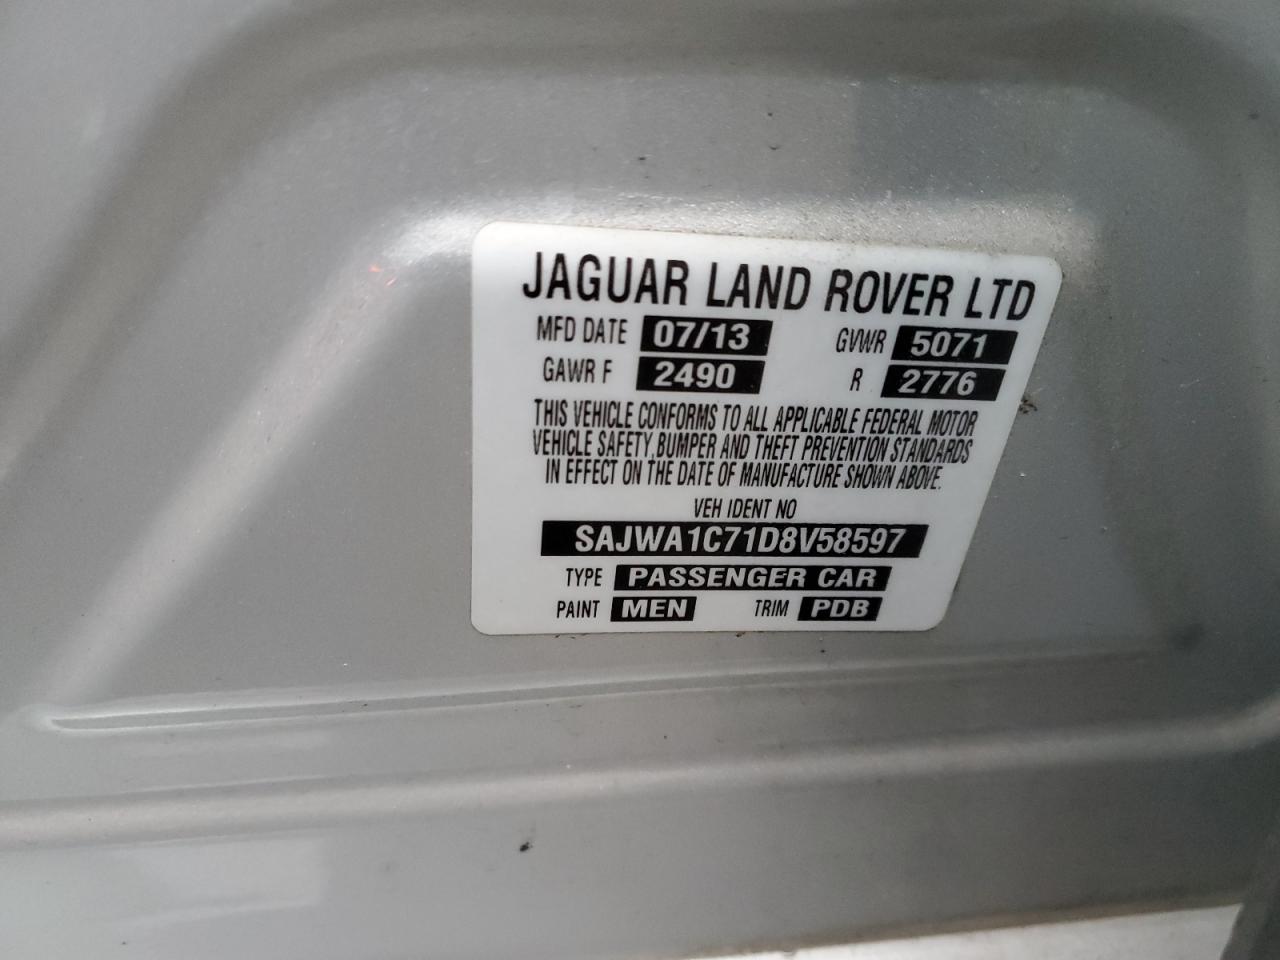 JAGUAR LAND ROVER LTD
MFD DATE 07/13 GVWR 5071
GAWR F 2490 R 2776
THIS VEHICLE CONFORMS TO ALL APPLICABLE FEDERAL MOTOR
VEHICLE SAFETY, BUMPER AND THEFT PREVENTION STANDARDS
IN EFFECT ON THE DATE OF MANUFACTURE SHOWN ABOVE.
VEH IDENT NO
SAJWA1C71D8V58597
TYPE PASSENGER CAR
PAINT MEN TRIM PDB